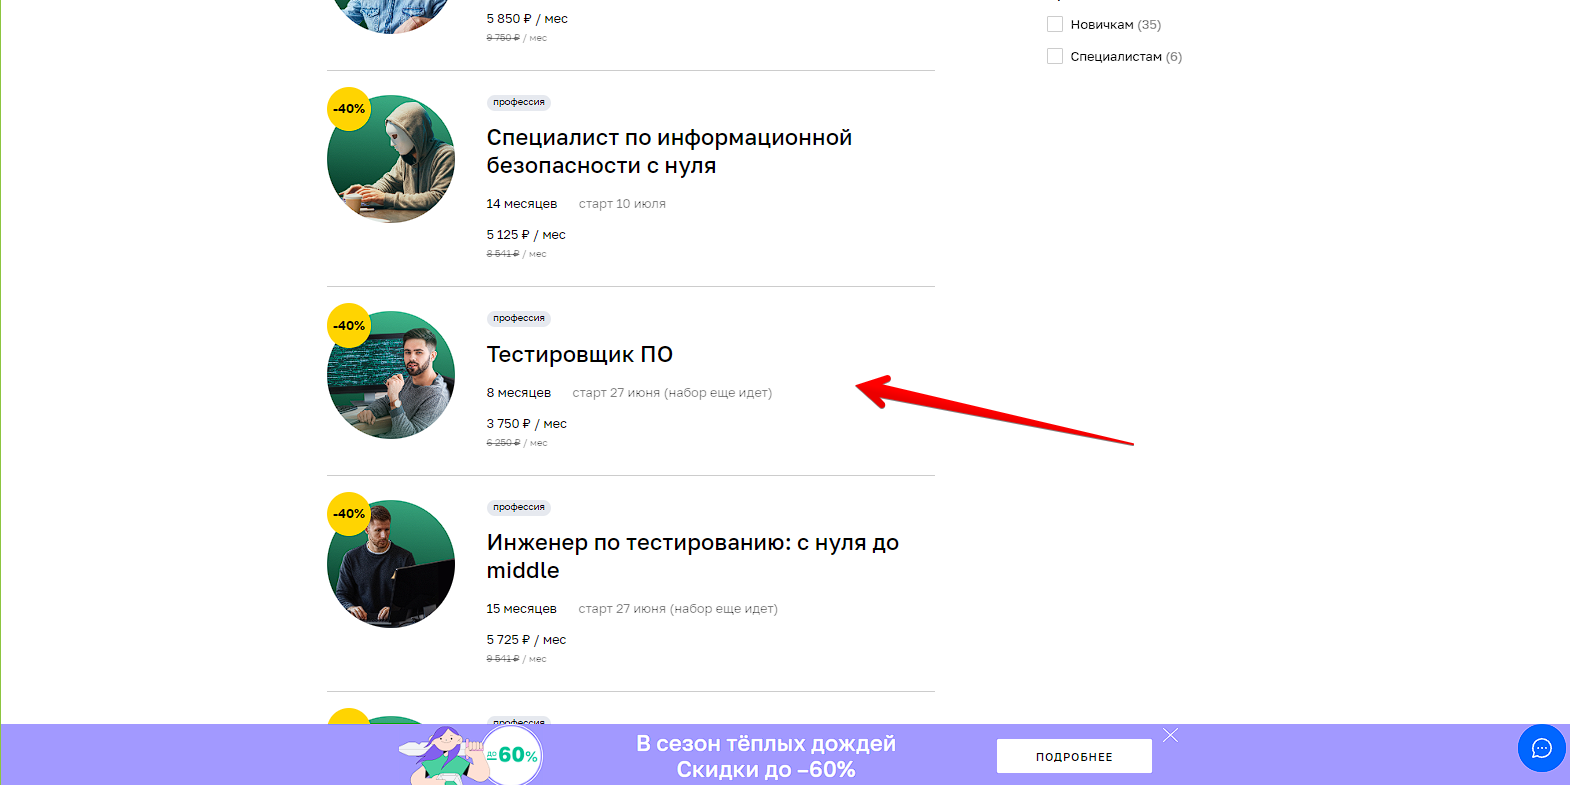 5 850 ₽ / мес
9 750 ₽ / мес
Новичкам (35)
Специалистам (6)
-40%
профессия
Специалист по информационной
безопасности с нуля
14 месяцев старт 10 июля
5 125 ₽ / мес
8 541 ₽ / мес
-40%
профессия
Тестировщик ПО
8 месяцев старт 27 июня (набор еще идет)
3 750 ₽ / мес
6 250 ₽ / мес
-40%
профессия
Инженер по тестированию: с нуля до
middle
15 месяцев старт 27 июня (набор еще идет)
5 725 ₽ / мес
9 541 ₽ / мес
профессия
до 60%
В сезон тёплых дождей
Скидки до –60%
ПОДРОБНЕЕ